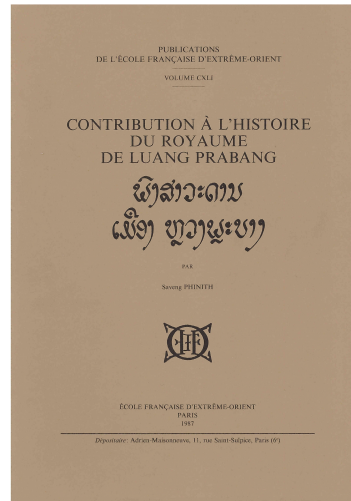 PUBLICATIONS
DE L'ÉCOLE FRANÇAISE D'EXTRÊME-ORIENT
VOLUME CXLI
CONTRIBUTION À L'HISTOIRE
DU ROYAUME
DE LUANG PRABANG
ພົງສາວະດານ
ເມືອງ ຫຼວງພຼະບາງ
PAR
Saveng PHINITH
ÉCOLE FRANÇAISE D'EXTRÊME-ORIENT
PARIS
1987
Dépositaire: Adrien-Maisonneuve, 11, rue Saint-Sulpice, Paris (6e)